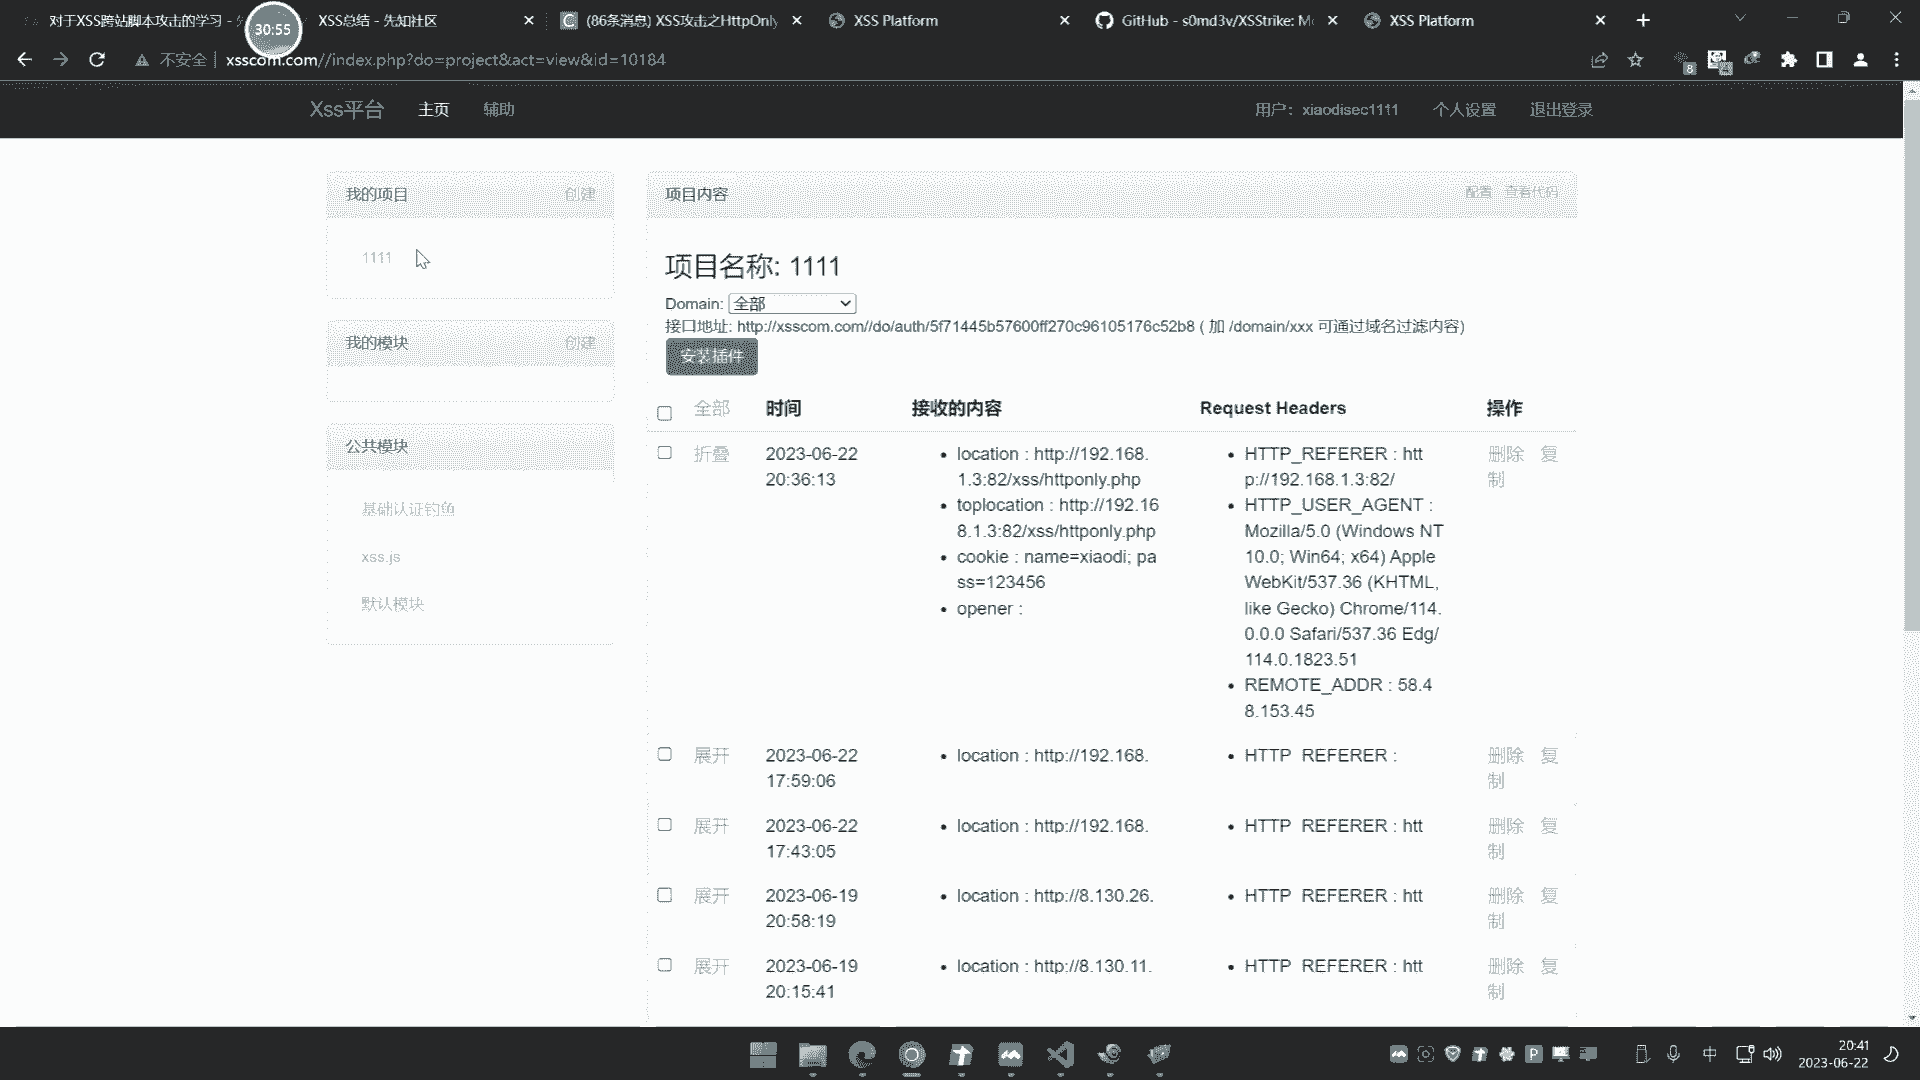 对于XSS跨站脚本攻击的学习 -
30:55
XSS总结 - 先知社区
(86条消息) XSS攻击之HttpOnly
XSS Platform
GitHub - s0md3v/XSStrike: M
XSS Platform
不安全
xsscom.com//index.php?do=project&act=view&id=10184
8
Xss平台 主页 辅助
用户: xiaodisec1111 个人设置 退出登录
我的项目 创建
1111
我的模块 创建
公共模块
基础认证钓鱼
xss.js
默认模块
项目内容 配置 查看代码
项目名称: 1111
Domain: 全部
接口地址: http://xsscom.com//do/auth/5f71445b57600ff270c96105176c52b8 ( 加 /domain/xxx 可通过域名过滤内容)
安装插件
全部 时间 接收的内容 Request Headers 操作
折叠
2023-06-22
20:36:13
location : http://192.168.
1.3:82/xss/httponly.php
toplocation : http://192.16
8.1.3:82/xss/httponly.php
cookie : name=xiaodi; pa
ss=123456
opener :
HTTP_REFERER : htt
p://192.168.1.3:82/
HTTP_USER_AGENT :
Mozilla/5.0 (Windows NT
10.0; Win64; x64) Apple
WebKit/537.36 (KHTML,
like Gecko) Chrome/114.
0.0.0 Safari/537.36 Edg/
114.0.1823.51
REMOTE_ADDR : 58.4
8.153.45
删除 复
制
展开
2023-06-22
17:59:06
location : http://192.168.
HTTP_REFERER :
删除 复
制
展开
2023-06-22
17:43:05
location : http://192.168.
HTTP_REFERER : htt
删除 复
制
展开
2023-06-19
20:58:19
location : http://8.130.26.
HTTP_REFERER : htt
删除 复
制
展开
2023-06-19
20:15:41
location : http://8.130.11.
HTTP_REFERER : htt
删除 复
制
中
20:41
2023-06-22